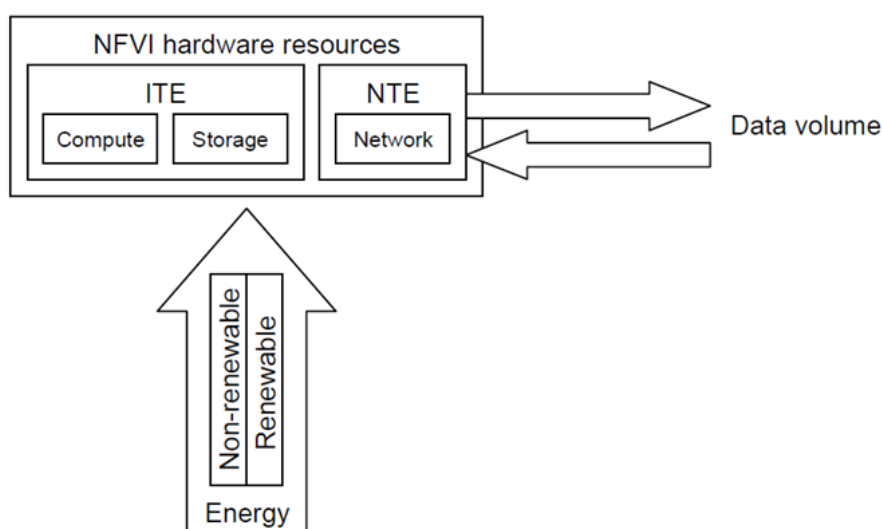 NFVI hardware resources
ITE
NTE
Compute
Storage
Network
Data volume
Non-renewable
Renewable
Energy